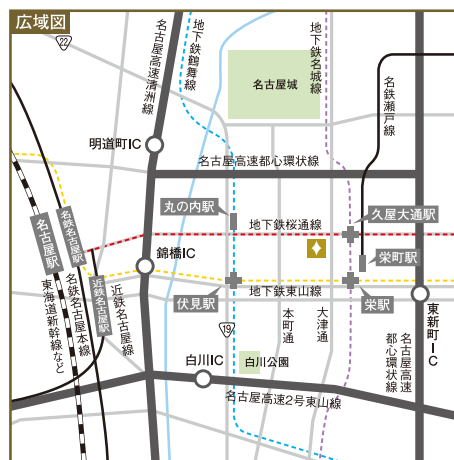 広域図
22
名古屋高速清洲線
地下鉄鶴舞線
地下鉄名城線
名鉄瀬戸線
名古屋城
明道町IC
名古屋高速都心環状線
丸の内駅
久屋大通駅
地下鉄桜通線
名古屋駅
名鉄名古屋駅
近鉄名古屋駅
錦橋IC
栄町駅
伏見駅
地下鉄東山線
栄駅
東海道新幹線など
名鉄名古屋本線
近鉄名古屋線
19
本町通
大津通
東新町IC
名古屋高速
都心環状線
白川IC
白川公園
名古屋高速2号東山線